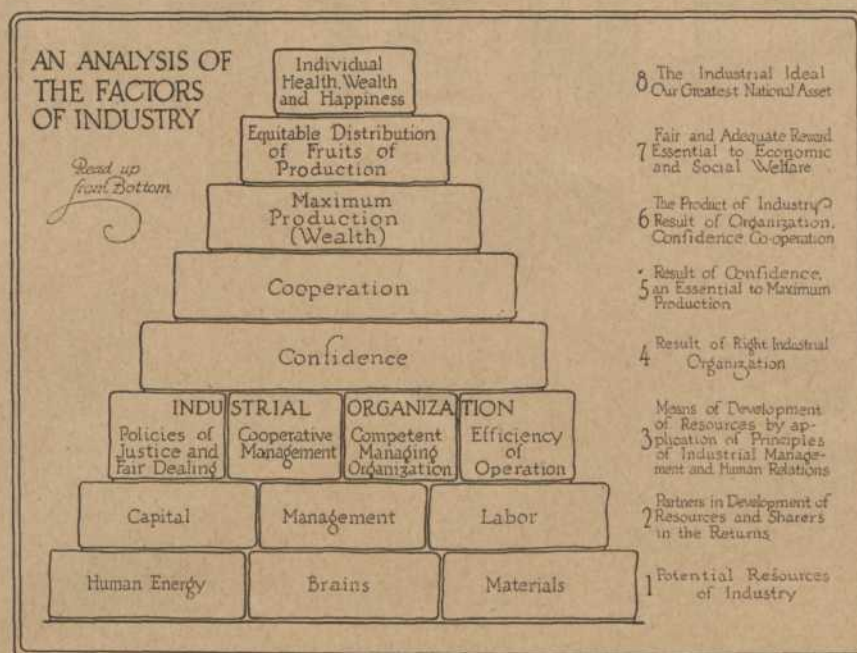 AN ANALYSIS OF
THE FACTORS
OF INDUSTRY
Read up
from Bottom
Individual
Health, Wealth
and Happiness
8 The Industrial Ideal
Our Greatest National Asset
Equitable Distribution
of Fruits of
Production
7 Fair and Adequate Reward
Essential to Economic
and Social Welfare
Maximum
Production
(Wealth)
6 The Product of Industry
Result of Organization,
Confidence, Co-operation
Cooperation
5 Result of Confidence,
an Essential to Maximum
Production
Confidence
4 Result of Right Industrial
Organization
INDUSTRIAL ORGANIZATION
Policies of
Justice and
Fair Dealing
Cooperative
Management
Competent
Managing
Organization
Efficiency
of
Operation
3 Means of Development
of Resources by ap-
plication of Principles
of Industrial Manage-
ment and Human Relations
Capital
Management
Labor
2 Partners in Development of
Resources and Sharers
in the Returns
Human Energy
Brains
Materials
1 Potential Resources
of Industry